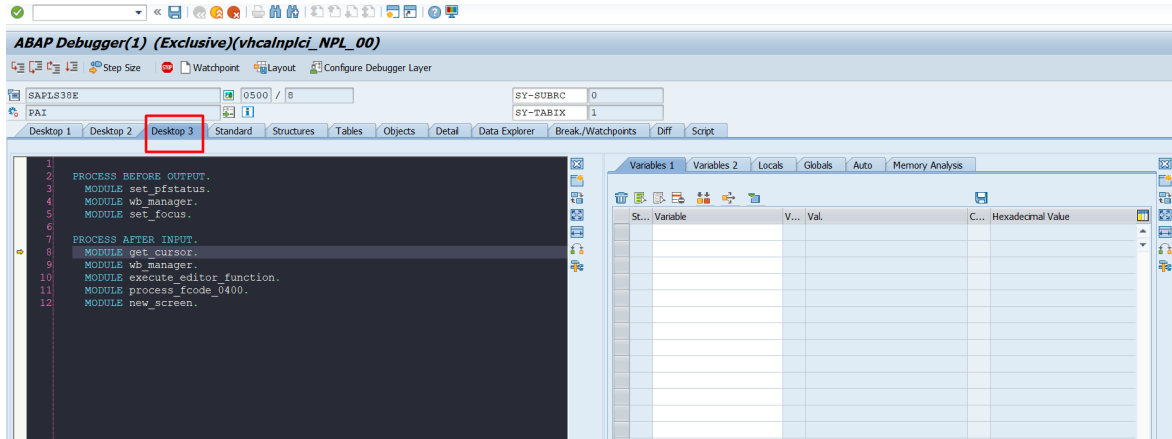 ABAP Debugger(1) (Exclusive)(vhcalnplci_NPL_00)
Step Size Watchpoint Layout Configure Debugger Layer
SAPLS38E 0500 / 8 SY-SUBRC 0
PAI SY-TABIX 1
Desktop 1 Desktop 2 Desktop 3 Standard Structures Tables Objects Detail Data Explorer Break./Watchpoints Diff Script
Variables 1 Variables 2 Locals Globals Auto Memory Analysis
St... Variable V... Val. C... Hexadecimal Value
1
2 PROCESS BEFORE OUTPUT.
3 MODULE set_pfstatus.
4 MODULE wb_manager.
5 MODULE set_focus.
6
7 PROCESS AFTER INPUT.
8 MODULE get_cursor.
9 MODULE wb_manager.
10 MODULE execute_editor_function.
11 MODULE process_fcode_0400.
12 MODULE new_screen.